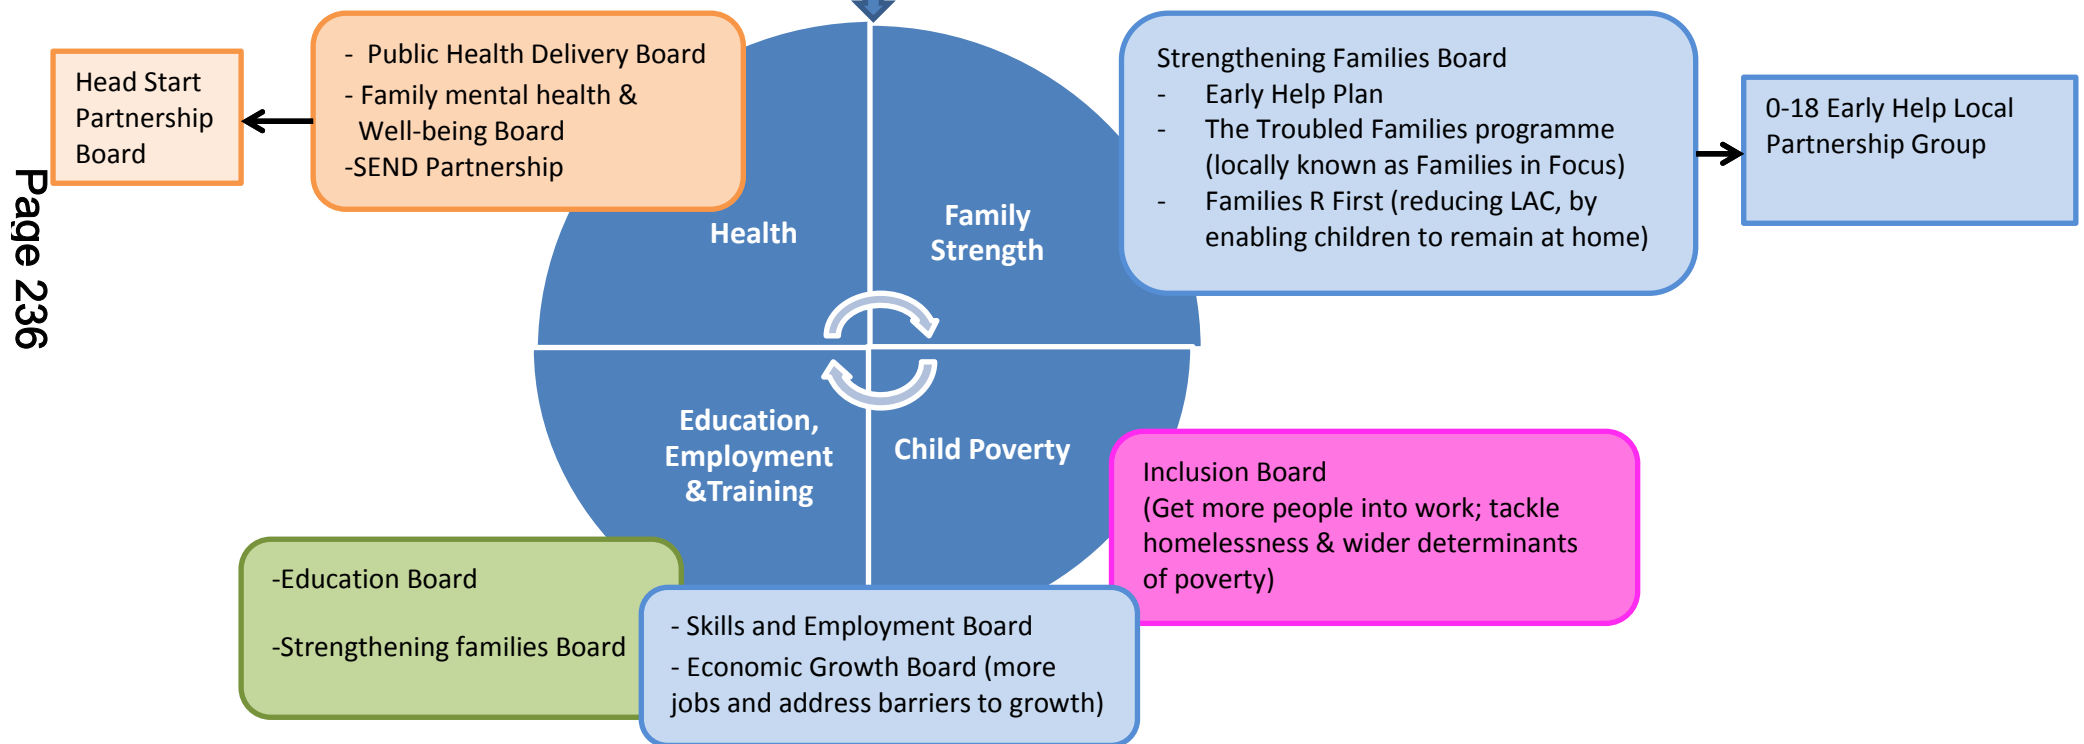 Page 236
Head Start
Partnership
Board
- Public Health Delivery Board
- Family mental health &
Well-being Board
-SEND Partnership
Health
Family
Strength
Strengthening Families Board
- Early Help Plan
- The Troubled Families programme
(locally known as Families in Focus)
- Families R First (reducing LAC, by
enabling children to remain at home)
0-18 Early Help Local
Partnership Group
Education,
Employment
&Training
Child Poverty
Inclusion Board
(Get more people into work; tackle
homelessness & wider determinants
of poverty)
-Education Board
-Strengthening families Board
- Skills and Employment Board
- Economic Growth Board (more
jobs and address barriers to growth)